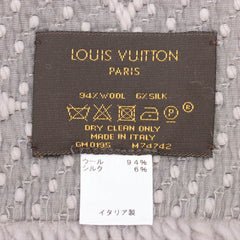 LOUIS VUITTON
PARIS
94%WOOL 6%SILK
DRY CLEAN ONLY
MADE IN ITALY
GM0195 M74742
ウール 94%
シルク 6%
イタリア製